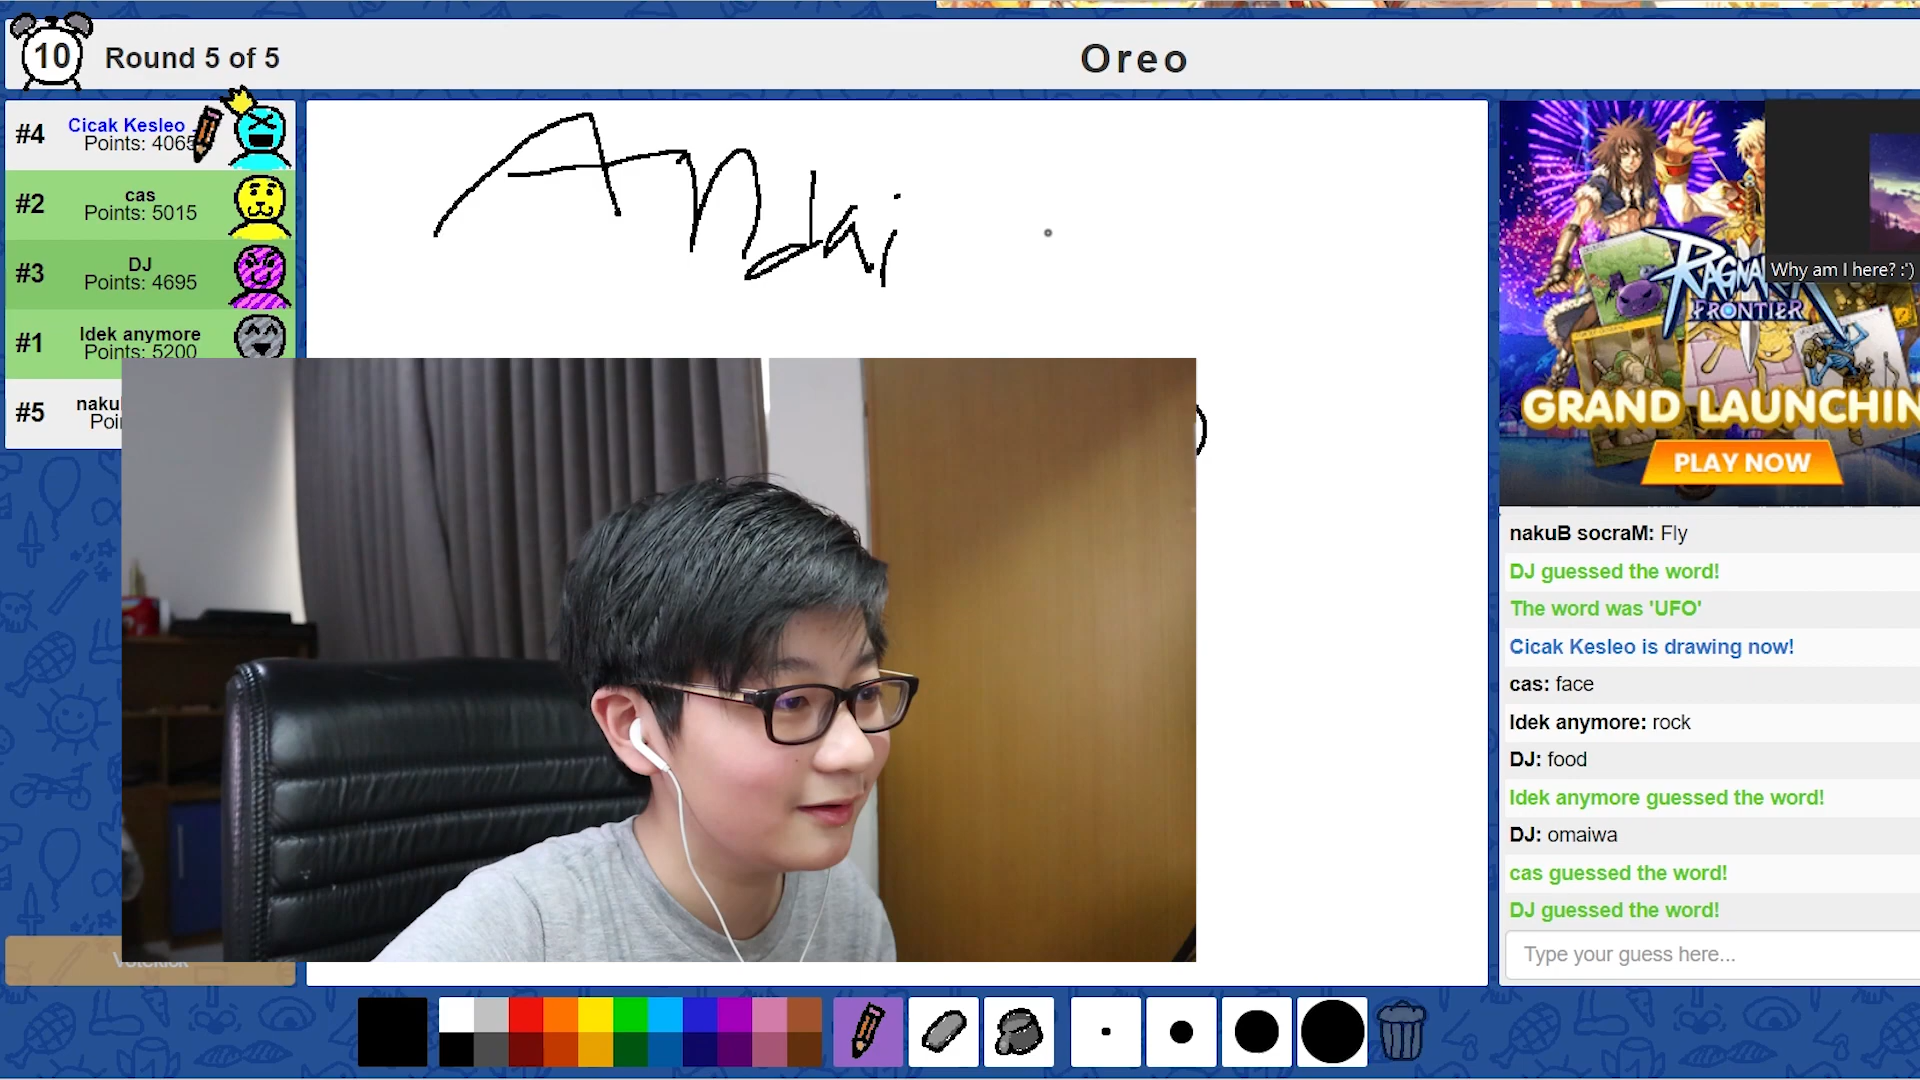 10
Round 5 of 5
Oreo
#4
Cicak Kesleo
Points: 4065
#2
cas
Points: 5015
#3
DJ
Points: 4695
#1
Idek anymore
Points: 5200
#5
naku
Poi
Andai
Votekick
RAGNA
FRONTIER
GRAND LAUNCHIN
PLAY NOW
Why am I here? :')
nakuB socraM: Fly
DJ guessed the word!
The word was 'UFO'
Cicak Kesleo is drawing now!
cas: face
Idek anymore: rock
DJ: food
Idek anymore guessed the word!
DJ: omaiwa
cas guessed the word!
DJ guessed the word!
Type your guess here...